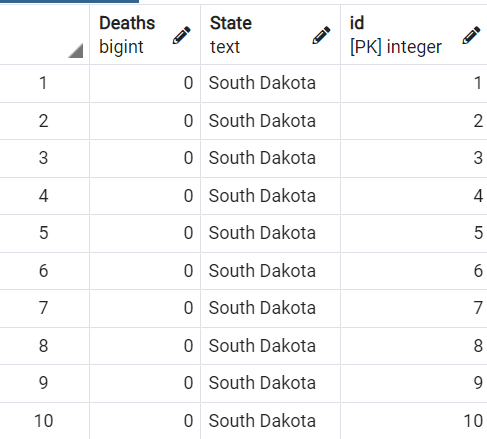 Deaths State id
bigint text [PK] integer
1 0 South Dakota 1
2 0 South Dakota 2
3 0 South Dakota 3
4 0 South Dakota 4
5 0 South Dakota 5
6 0 South Dakota 6
7 0 South Dakota 7
8 0 South Dakota 8
9 0 South Dakota 9
10 0 South Dakota 10